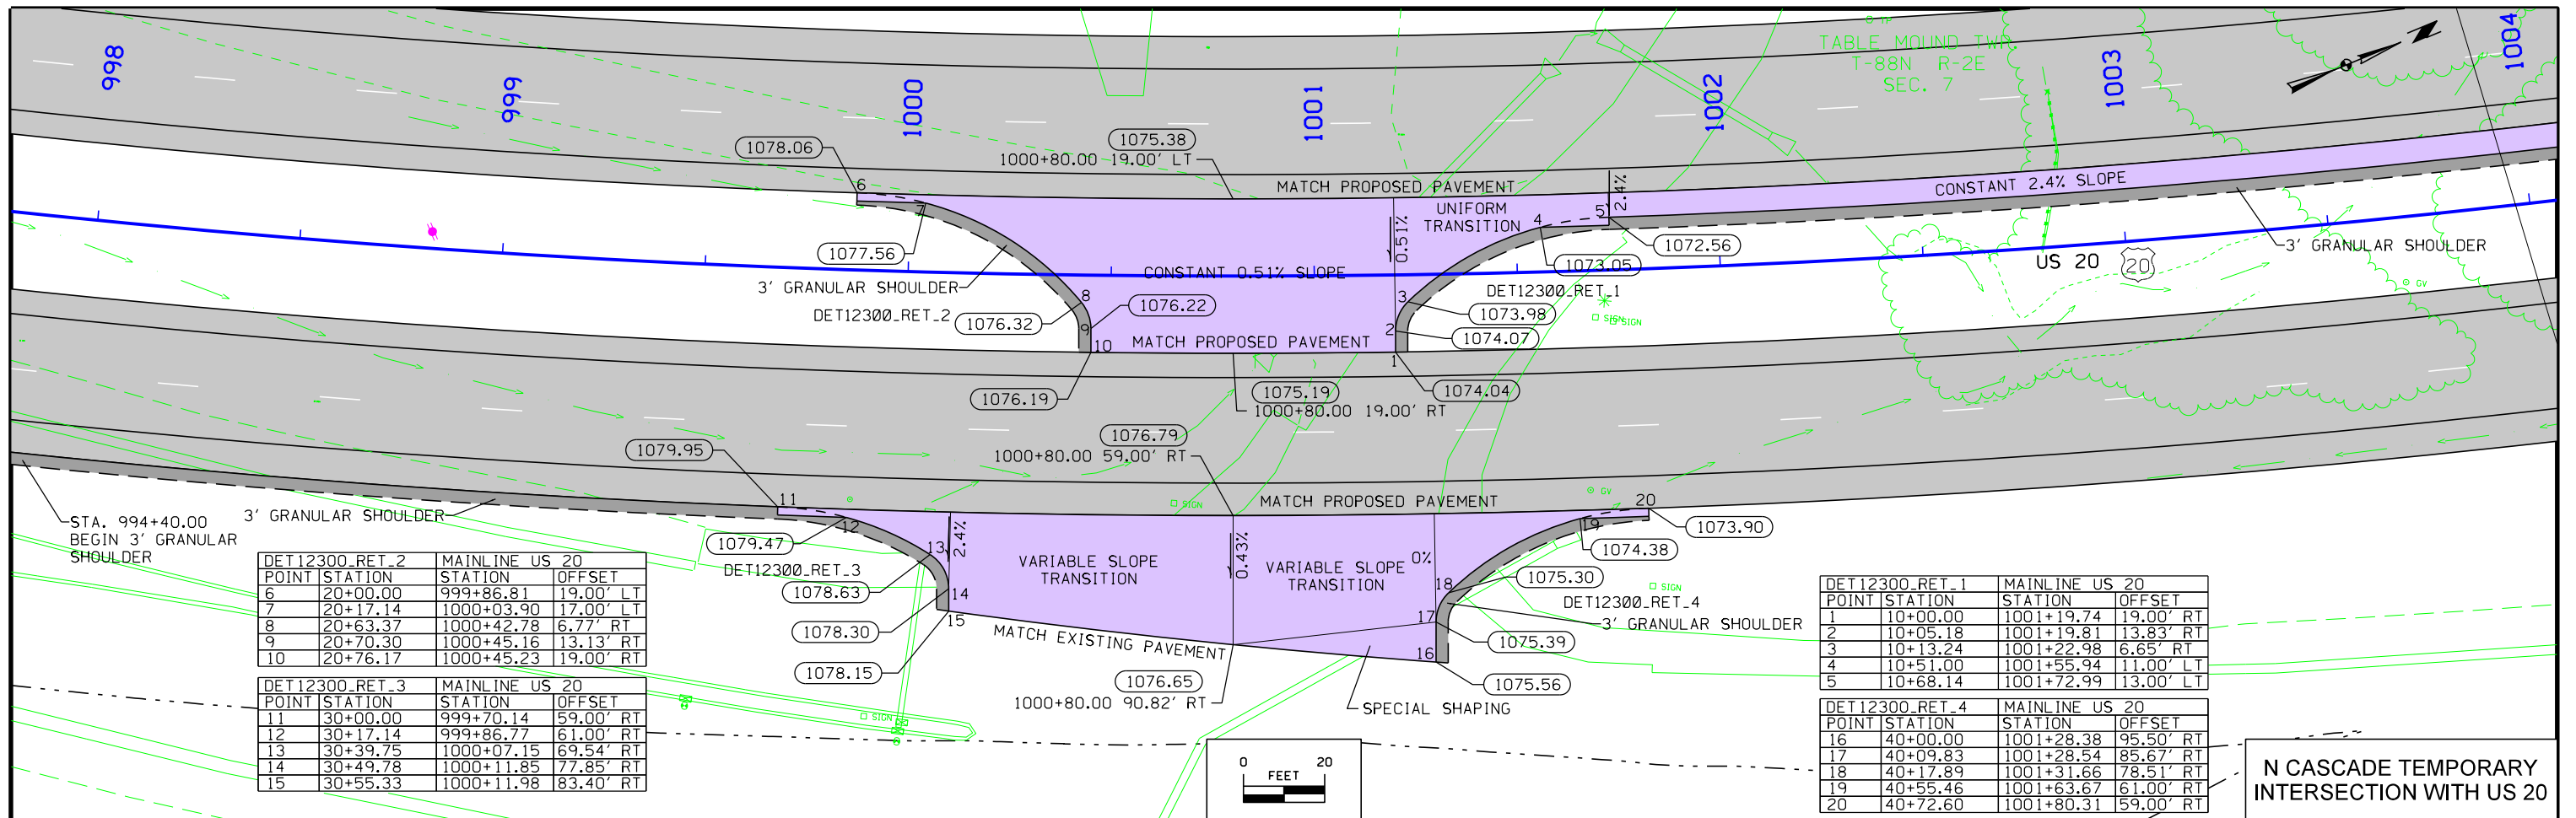 998
999
1000
1001
1002
1003
1004
TP
TABLE MOUND TWP.
T-88N R-2E
SEC. 7
N
1078.06
1075.38
1000+80.00 19.00' LT
MATCH PROPOSED PAVEMENT
UNIFORM
TRANSITION
2.4%
CONSTANT 2.4% SLOPE
6
7
4
5
1077.56
0.51%
1072.56
3' GRANULAR SHOULDER
1073.05
CONSTANT 0.51% SLOPE
US 20
20
3' GRANULAR SHOULDER
GV
DET12300_RET_2
8
1076.22
3
DET12300_RET_1
1076.32
1073.98
SIGN
SIGN
9
2
1074.07
10
MATCH PROPOSED PAVEMENT
1
1076.19
1075.19
1000+80.00 19.00' RT
1074.04
1079.95
1076.79
1000+80.00 59.00' RT
11
SIGN
MATCH PROPOSED PAVEMENT
GV
20
STA. 994+40.00
BEGIN 3' GRANULAR
SHOULDER
3' GRANULAR SHOULDER
12
19
1073.90
1079.47
13
2.4%
0.43%
0%
1074.38
VARIABLE SLOPE
TRANSITION
VARIABLE SLOPE
TRANSITION
DET12300_RET_3
1078.63
14
18
1075.30
SIGN
DET12300_RET_4
1078.30
15
17
3' GRANULAR SHOULDER
MATCH EXISTING PAVEMENT
1075.39
16
1078.15
1076.65
1000+80.00 90.82' RT
1075.56
SPECIAL SHAPING
SIGN
DET12300_RET_2 MAINLINE US 20
POINT STATION STATION OFFSET
6 20+00.00 999+86.81 19.00' LT
7 20+17.14 1000+03.90 17.00' LT
8 20+63.37 1000+42.78 6.77' RT
9 20+70.30 1000+45.16 13.13' RT
10 20+76.17 1000+45.23 19.00' RT
DET12300_RET_3 MAINLINE US 20
POINT STATION STATION OFFSET
11 30+00.00 999+70.14 59.00' RT
12 30+17.14 999+86.77 61.00' RT
13 30+39.75 1000+07.15 69.54' RT
14 30+49.78 1000+11.85 77.85' RT
15 30+55.33 1000+11.98 83.40' RT
DET12300_RET_1 MAINLINE US 20
POINT STATION STATION OFFSET
1 10+00.00 1001+19.74 19.00' RT
2 10+05.18 1001+19.81 13.83' RT
3 10+13.24 1001+22.98 6.65' RT
4 10+51.00 1001+55.94 11.00' LT
5 10+68.14 1001+72.99 13.00' LT
DET12300_RET_4 MAINLINE US 20
POINT STATION STATION OFFSET
16 40+00.00 1001+28.38 95.50' RT
17 40+09.83 1001+28.54 85.67' RT
18 40+17.89 1001+31.66 78.51' RT
19 40+55.46 1001+63.67 61.00' RT
20 40+72.60 1001+80.31 59.00' RT
0 20
FEET
N CASCADE TEMPORARY
INTERSECTION WITH US 20